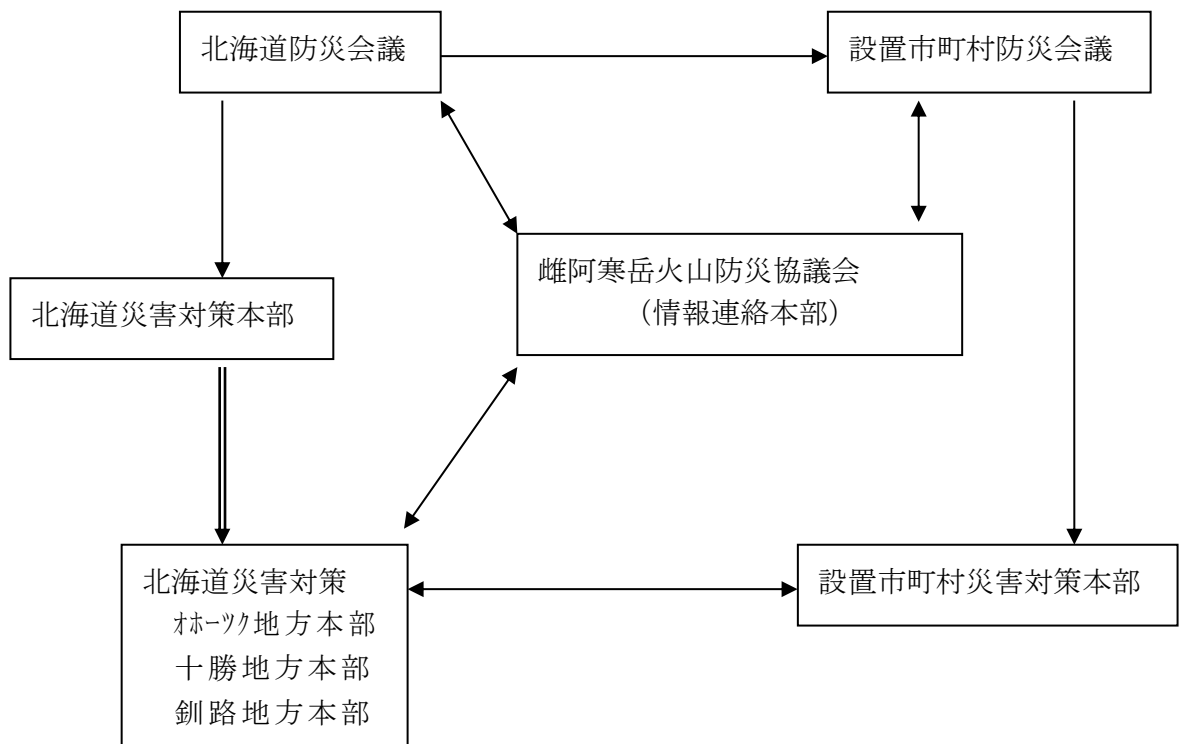 北海道防災会議
設置市町村防災会議
雌阿寒岳火山防災協議会
（情報連絡本部）
北海道災害対策本部
北海道災害対策
ｵﾎｰﾂｸ地方本部
十勝地方本部
釧路地方本部
設置市町村災害対策本部